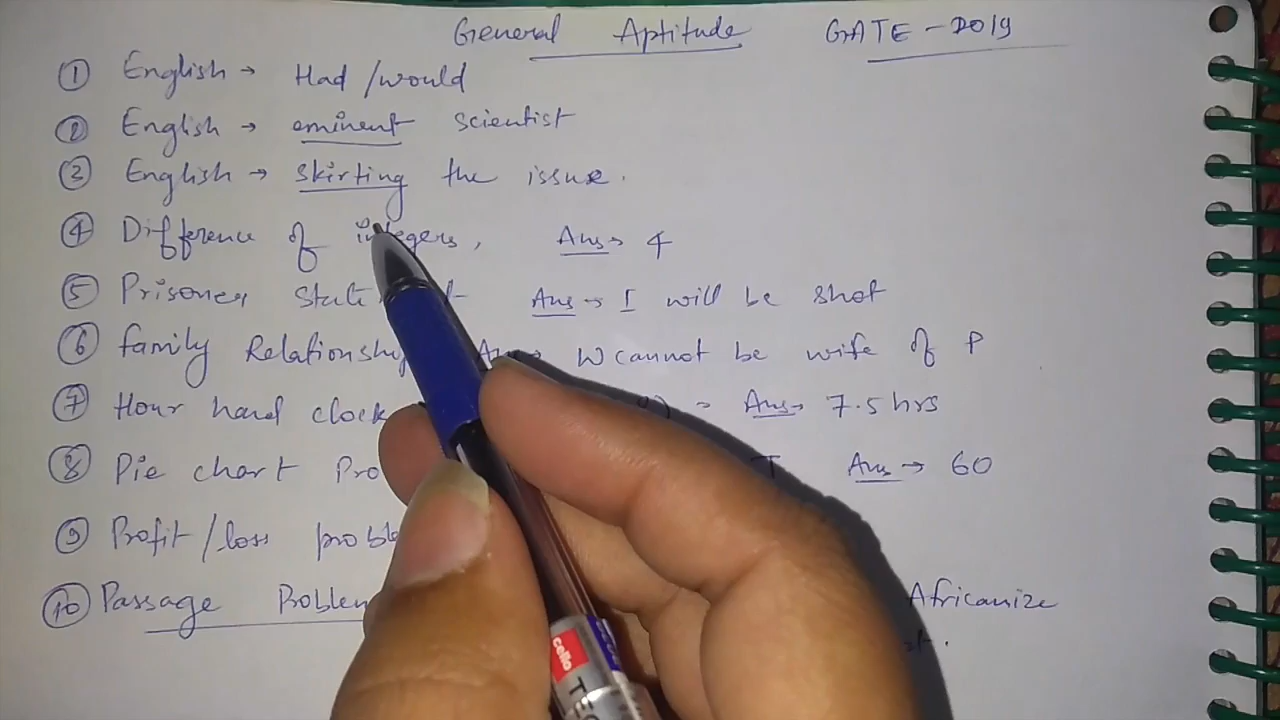 General Aptitude GATE - 2019
① English → Had/would
② English → eminent scientist
③ English → skirting the issue.
④ Difference of integers, Ans→ 4
⑤ Prisoner Ans→ I will be shot
⑥ family Relationship Ans→ W cannot be wife of P
⑦ Hour hand clock = Ans→ 7.5 hrs
⑧ Pie chart Ans → 60
⑨ Profit/loss
⑩ Passage Africanize
cello